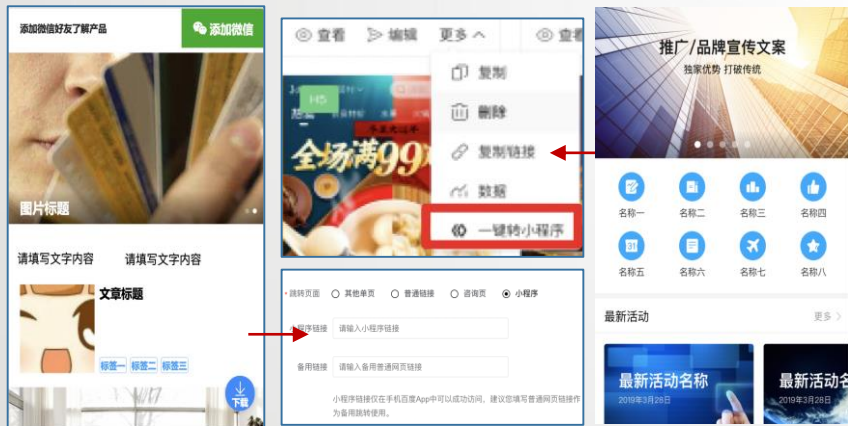 添加微信好友了解产品
添加微信
图片标题
请填写文字内容
请填写文字内容
文章标题
标签一 标签二 标签三
下载
查看 编辑 更多 查看
H5
全场满99
复制
删除
复制链接
数据
一键转小程序
跳转页面 其他单页 普通链接 咨询页 小程序
小程序链接 请输入小程序链接
备用链接 请输入备用普通网页链接
小程序链接仅在手机百度App中可以成功访问，建议您填写普通网页链接作
为备用跳转使用。
推广/品牌宣传文案
独家优势 打破传统
名称一 名称二 名称三 名称四
31
名称五 名称六 名称七 名称八
最新活动 更多
最新活动名称 最新活动名
2019年3月28日 2019年3月28日